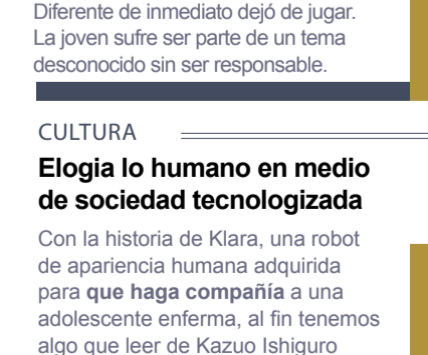 Diferente de inmediato dejó de jugar.
La joven sufre ser parte de un tema
desconocido sin ser responsable.
CULTURA
Elogia lo humano en medio
de sociedad tecnologizada
Con la historia de Klara, una robot
de apariencia humana adquirida
para que haga compañía a una
adolescente enferma, al fin tenemos
algo que leer de Kazuo Ishiguro